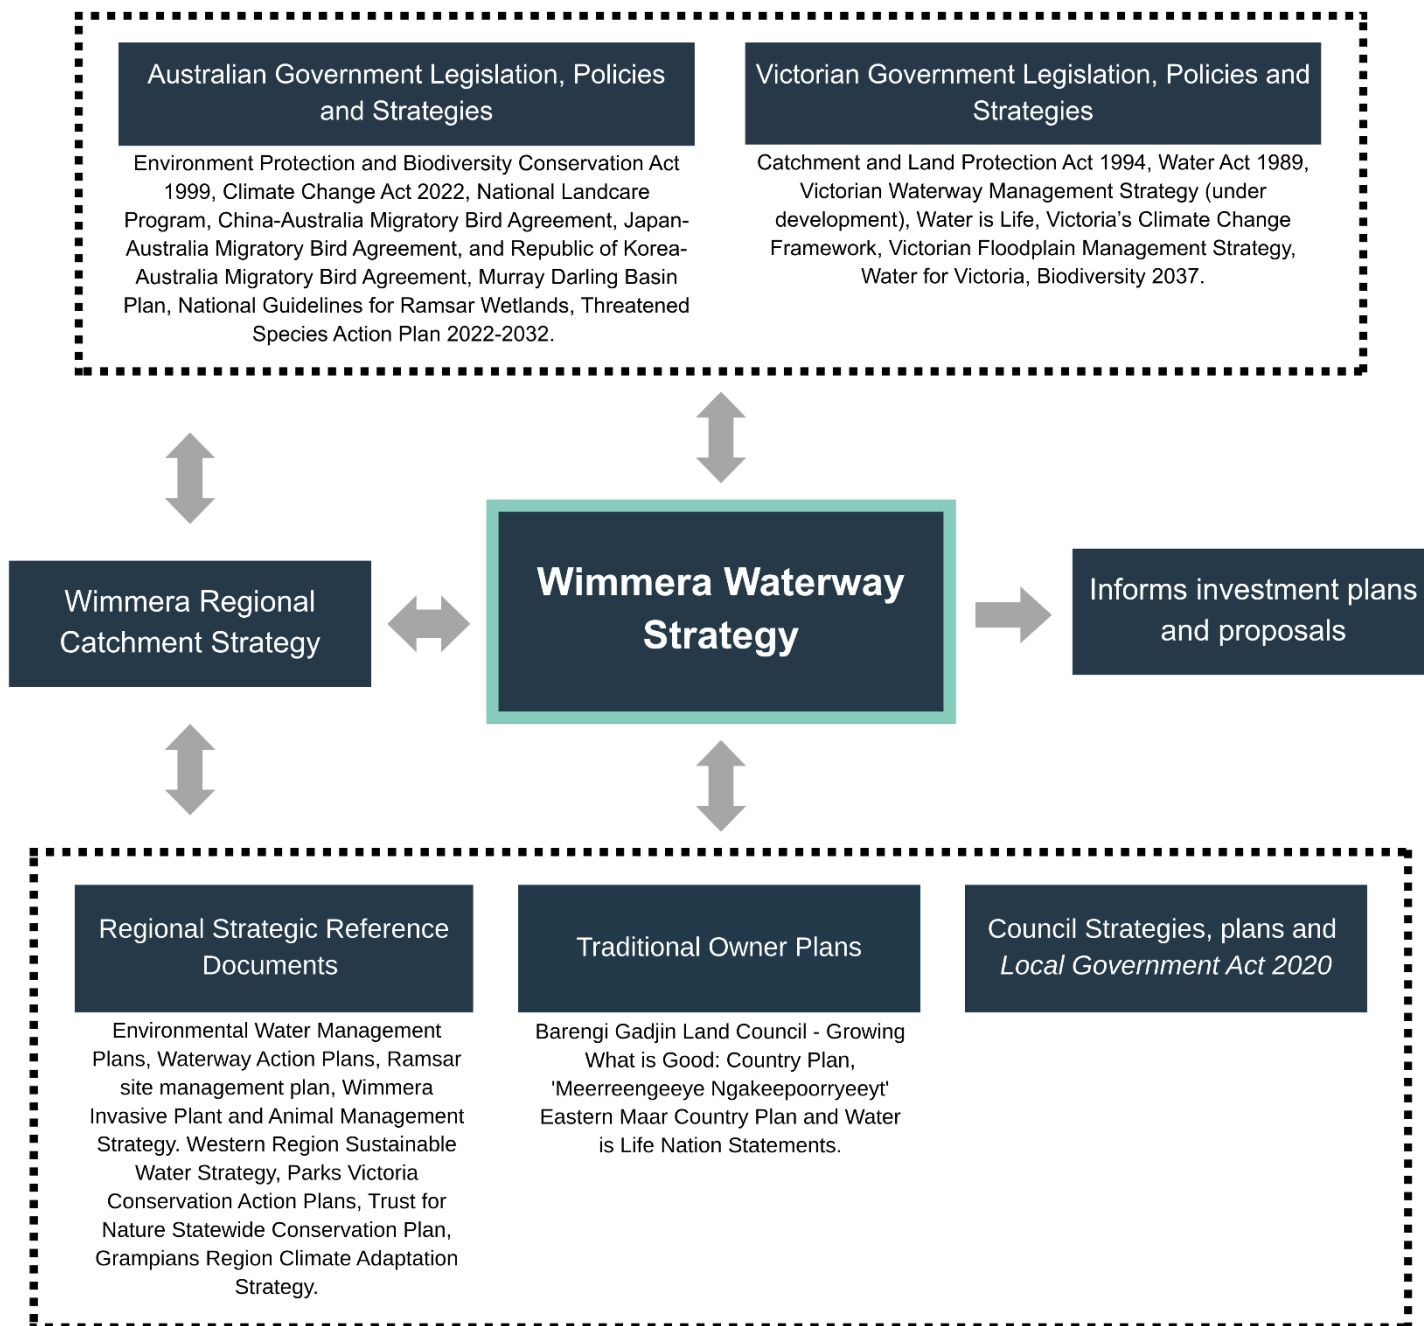 Australian Government Legislation, Policies
and Strategies
Environment Protection and Biodiversity Conservation Act
1999, Climate Change Act 2022, National Landcare
Program, China-Australia Migratory Bird Agreement, Japan-
Australia Migratory Bird Agreement, and Republic of Korea-
Australia Migratory Bird Agreement, Murray Darling Basin
Plan, National Guidelines for Ramsar Wetlands, Threatened
Species Action Plan 2022-2032.
Victorian Government Legislation, Policies and
Strategies
Catchment and Land Protection Act 1994, Water Act 1989,
Victorian Waterway Management Strategy (under
development), Water is Life, Victoria’s Climate Change
Framework, Victorian Floodplain Management Strategy,
Water for Victoria, Biodiversity 2037.
Wimmera Regional
Catchment Strategy
Wimmera Waterway
Strategy
Informs investment plans
and proposals
Regional Strategic Reference
Documents
Environmental Water Management
Plans, Waterway Action Plans, Ramsar
site management plan, Wimmera
Invasive Plant and Animal Management
Strategy. Western Region Sustainable
Water Strategy, Parks Victoria
Conservation Action Plans, Trust for
Nature Statewide Conservation Plan,
Grampians Region Climate Adaptation
Strategy.
Traditional Owner Plans
Barengi Gadjin Land Council - Growing
What is Good: Country Plan,
'Meerreengeeye Ngakeepoorryeeyt'
Eastern Maar Country Plan and Water
is Life Nation Statements.
Council Strategies, plans and
Local Government Act 2020